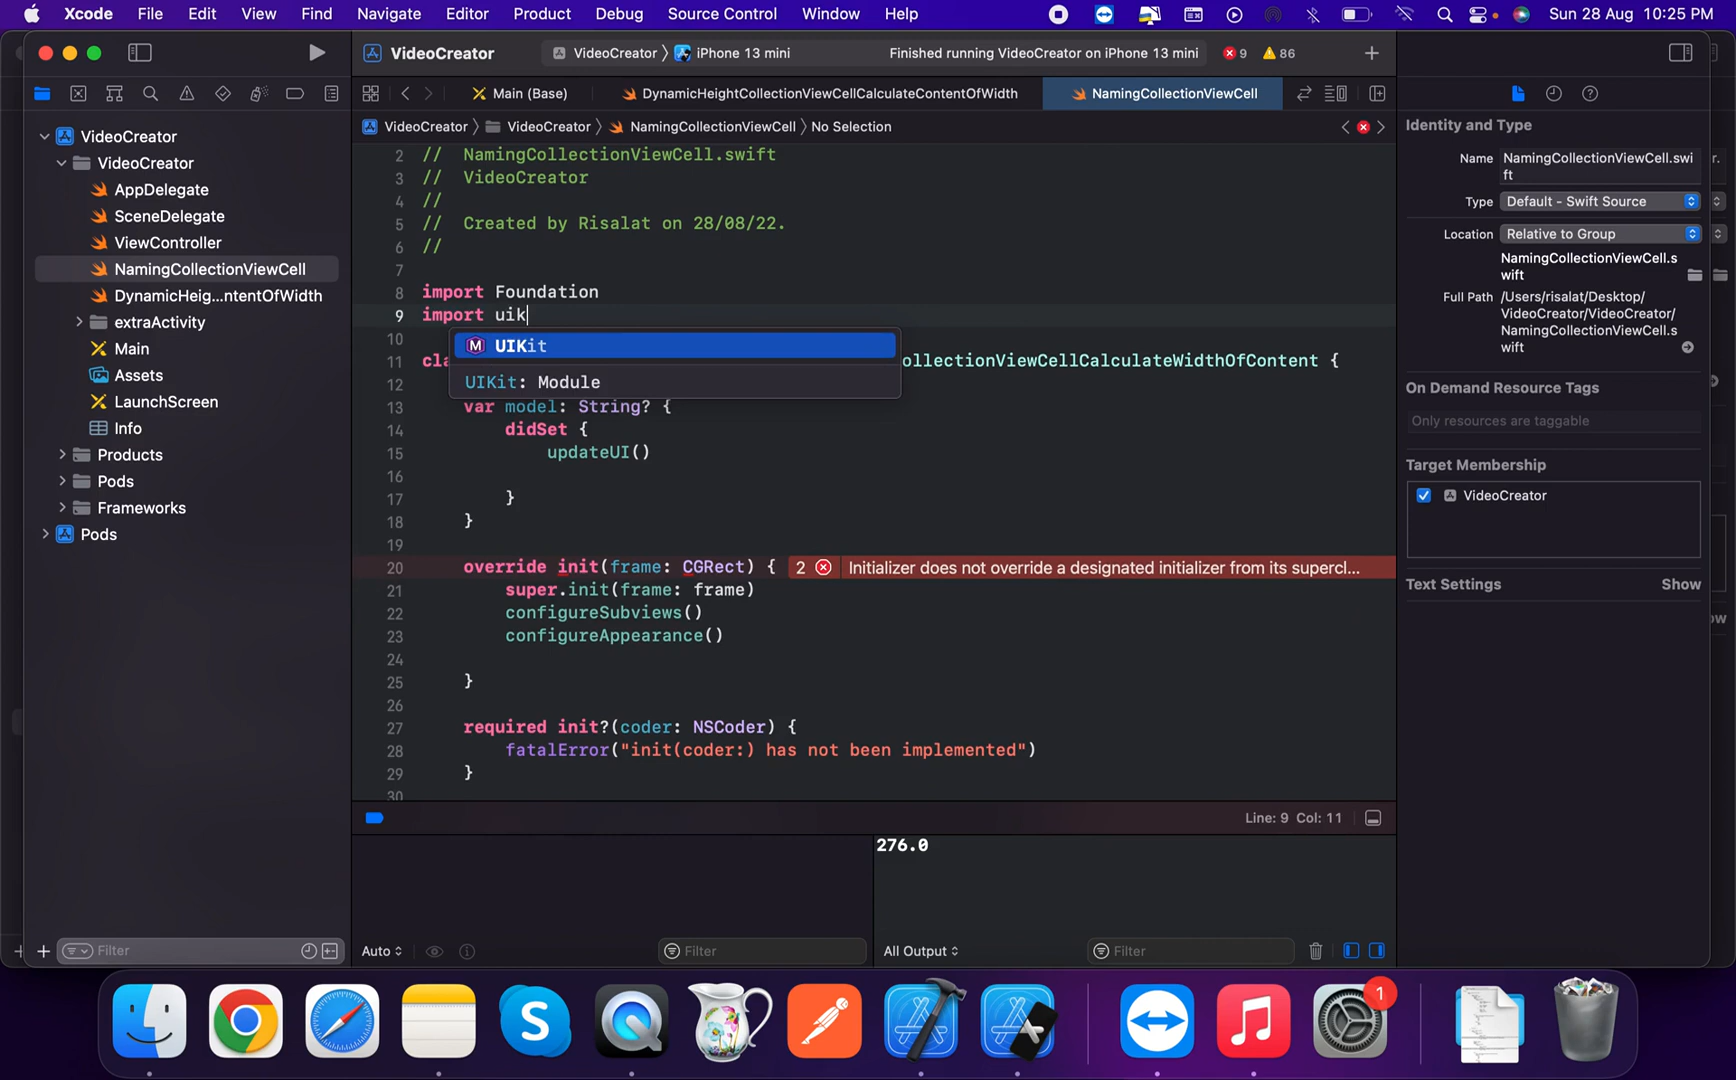 Xcode File Edit View Find Navigate Editor Product Debug Source Control Window Help Sun 28 Aug 10:25 PM
VideoCreator VideoCreator iPhone 13 mini Finished running VideoCreator on iPhone 13 mini 9 86
Main (Base) DynamicHeightCollectionViewCellCalculateContentOfWidth NamingCollectionViewCell
VideoCreator VideoCreator NamingCollectionViewCell No Selection
VideoCreator
VideoCreator
AppDelegate
SceneDelegate
ViewController
NamingCollectionViewCell
DynamicHeig...ntentOfWidth
extraActivity
Main
Assets
LaunchScreen
Info
Products
Pods
Frameworks
Pods
Filter
2 // NamingCollectionViewCell.swift
3 // VideoCreator
4 //
5 // Created by Risalat on 28/08/22.
6 //
7
8 import Foundation
9 import uik
M UIKit
UIKit: Module
10
11 cla ollectionViewCellCalculateWidthOfContent {
12
13 var model: String? {
14 didSet {
15 updateUI()
16
17 }
18 }
19
20 override init(frame: CGRect) { 2 Initializer does not override a designated initializer from its supercl...
21 super.init(frame: frame)
22 configureSubviews()
23 configureAppearance()
24
25 }
26
27 required init?(coder: NSCoder) {
28 fatalError("init(coder:) has not been implemented")
29 }
30
Line: 9 Col: 11
276.0
Auto Filter All Output Filter
Identity and Type
Name NamingCollectionViewCell.swi
ft
Type Default - Swift Source
Location Relative to Group
NamingCollectionViewCell.s
wift
Full Path /Users/risalat/Desktop/
VideoCreator/VideoCreator/
NamingCollectionViewCell.s
wift
On Demand Resource Tags
Only resources are taggable
Target Membership
VideoCreator
Text Settings Show
r.
ow
S
1